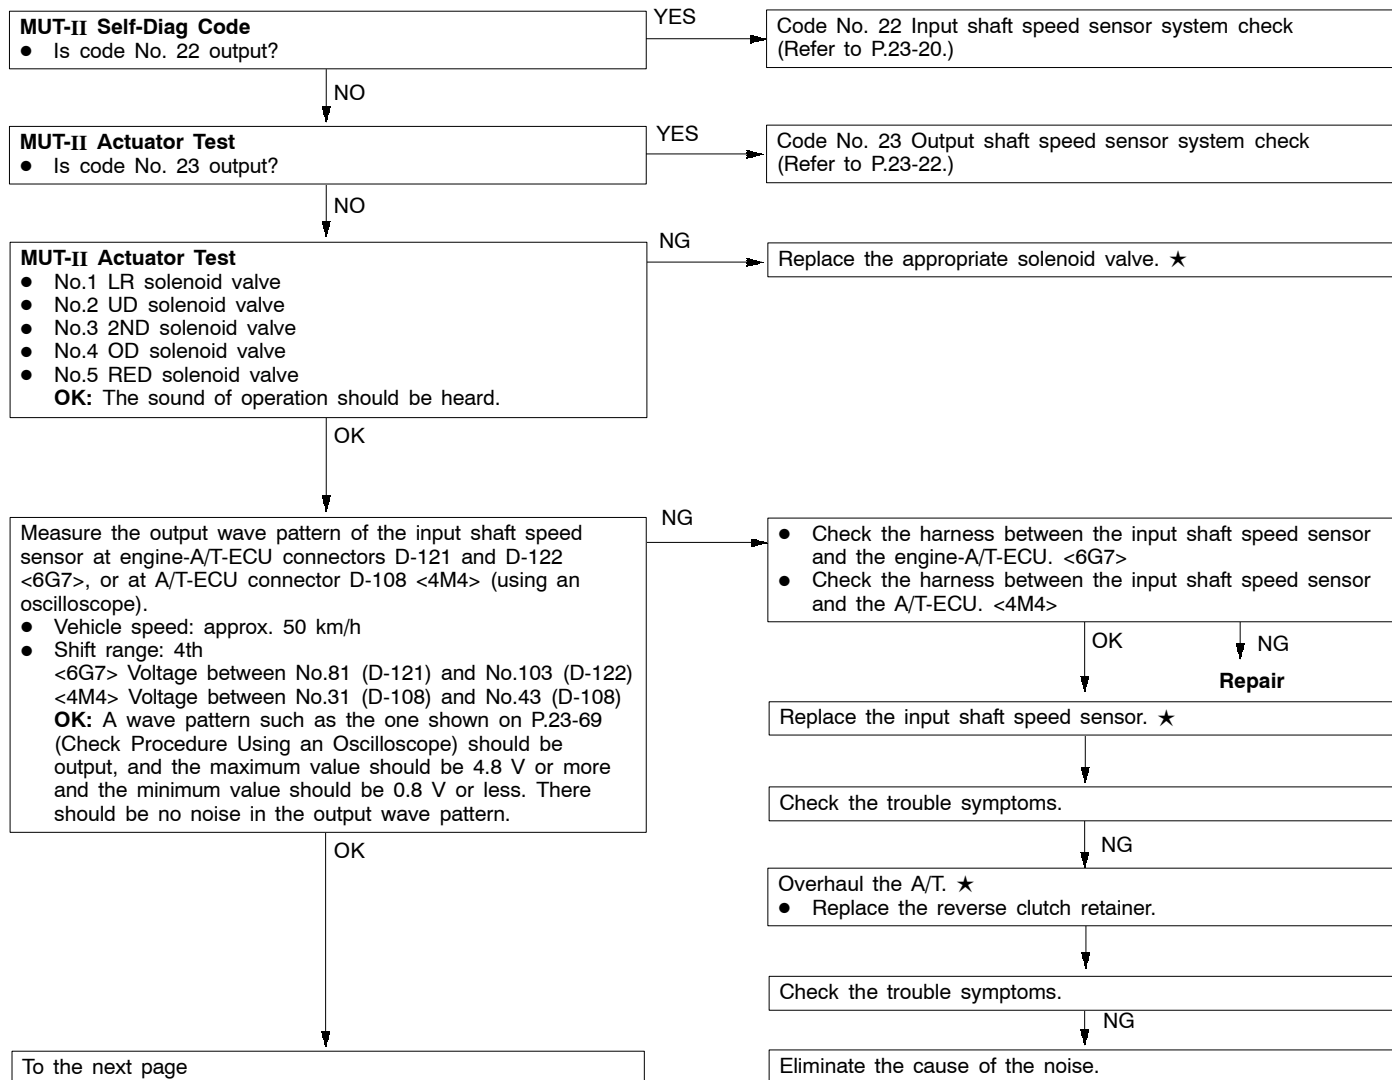 MUT-II Self-Diag Code
● Is code No. 22 output?
YES
Code No. 22 Input shaft speed sensor system check
(Refer to P.23-20.)
NO
MUT-II Actuator Test
● Is code No. 23 output?
YES
Code No. 23 Output shaft speed sensor system check
(Refer to P.23-22.)
NO
MUT-II Actuator Test
● No.1 LR solenoid valve
● No.2 UD solenoid valve
● No.3 2ND solenoid valve
● No.4 OD solenoid valve
● No.5 RED solenoid valve
OK: The sound of operation should be heard.
NG
Replace the appropriate solenoid valve. ★
OK
Measure the output wave pattern of the input shaft speed
sensor at engine-A/T-ECU connectors D-121 and D-122
<6G7>, or at A/T-ECU connector D-108 <4M4> (using an
oscilloscope).
● Vehicle speed: approx. 50 km/h
● Shift range: 4th
<6G7> Voltage between No.81 (D-121) and No.103 (D-122)
<4M4> Voltage between No.31 (D-108) and No.43 (D-108)
OK: A wave pattern such as the one shown on P.23-69
(Check Procedure Using an Oscilloscope) should be
output, and the maximum value should be 4.8 V or more
and the minimum value should be 0.8 V or less. There
should be no noise in the output wave pattern.
NG
● Check the harness between the input shaft speed sensor
and the engine-A/T-ECU. <6G7>
● Check the harness between the input shaft speed sensor
and the A/T-ECU. <4M4>
OK
NG
Repair
Replace the input shaft speed sensor. ★
Check the trouble symptoms.
NG
Overhaul the A/T. ★
● Replace the reverse clutch retainer.
Check the trouble symptoms.
NG
Eliminate the cause of the noise.
OK
To the next page